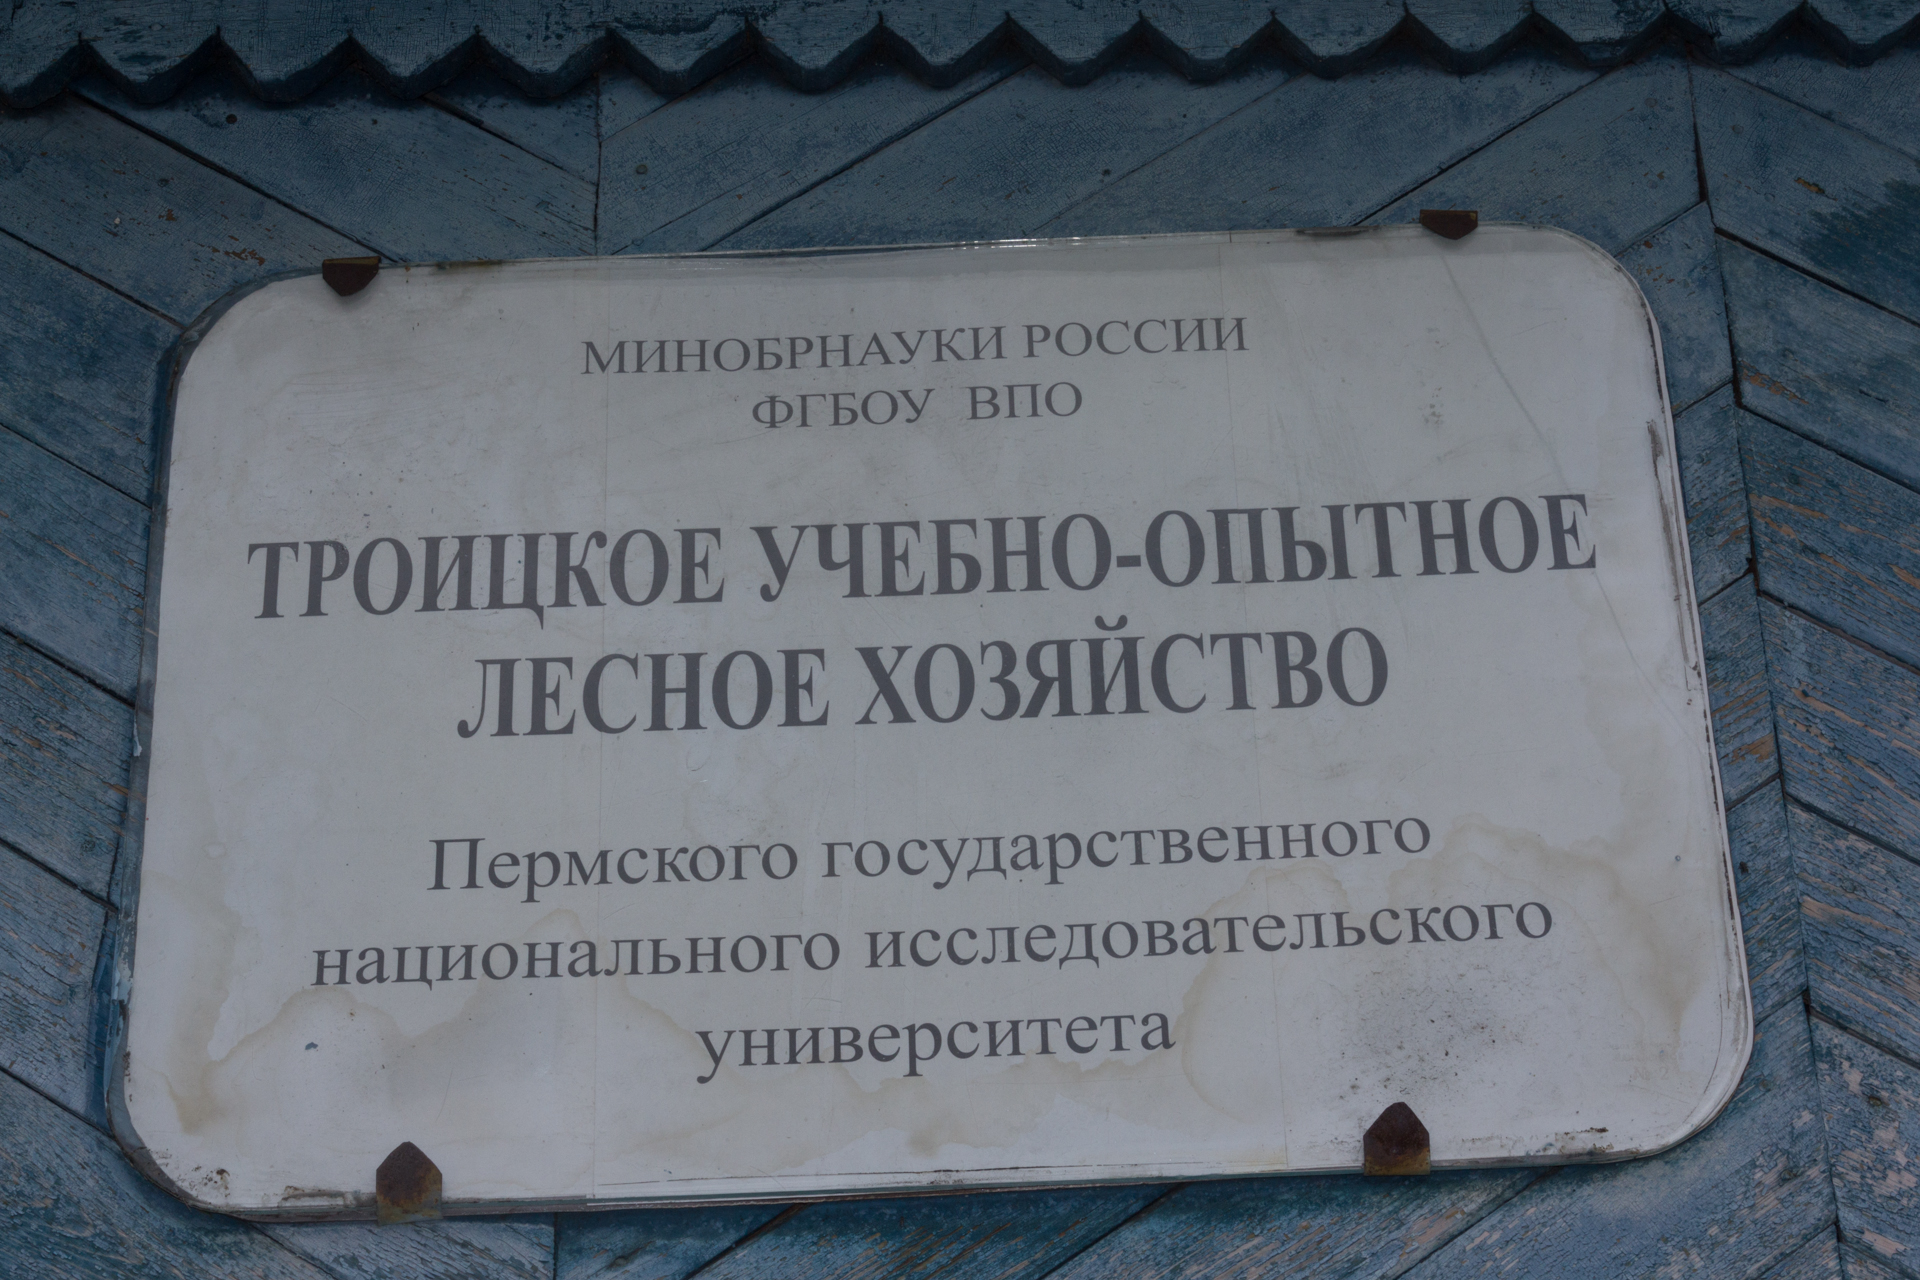 МИНОБРНАУКИ РОССИИ
ФГБОУ ВПО
ТРОИЦКОЕ УЧЕБНО-ОПЫТНОЕ
ЛЕСНОЕ ХОЗЯЙСТВО
Пермского государственного
национального исследовательского
университета